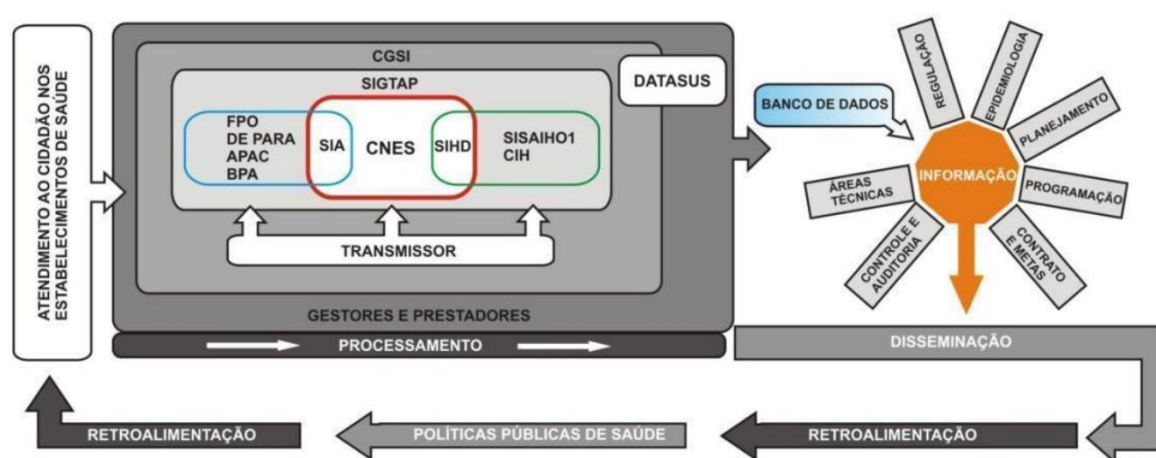 ATENDIMENTO AO CIDADÃO NOS
ESTABELECIMENTOS DE SAÚDE
CGSI
SIGTAP
DATASUS
FPO
DE PARA
APAC
BPA
SIA
CNES
SIHD
SISAIHO1
CIH
TRANSMISSOR
GESTORES E PRESTADORES
PROCESSAMENTO
BANCO DE DADOS
REGULAÇÃO
EPIDEMIOLOGIA
PLANEJAMENTO
PROGRAMAÇÃO
CONTRATO
E METAS
CONTROLE E
AUDITORIA
ÁREAS
TÉCNICAS
INFORMAÇÃO
DISSEMINAÇÃO
RETROALIMENTAÇÃO
POLÍTICAS PÚBLICAS DE SAÚDE
RETROALIMENTAÇÃO